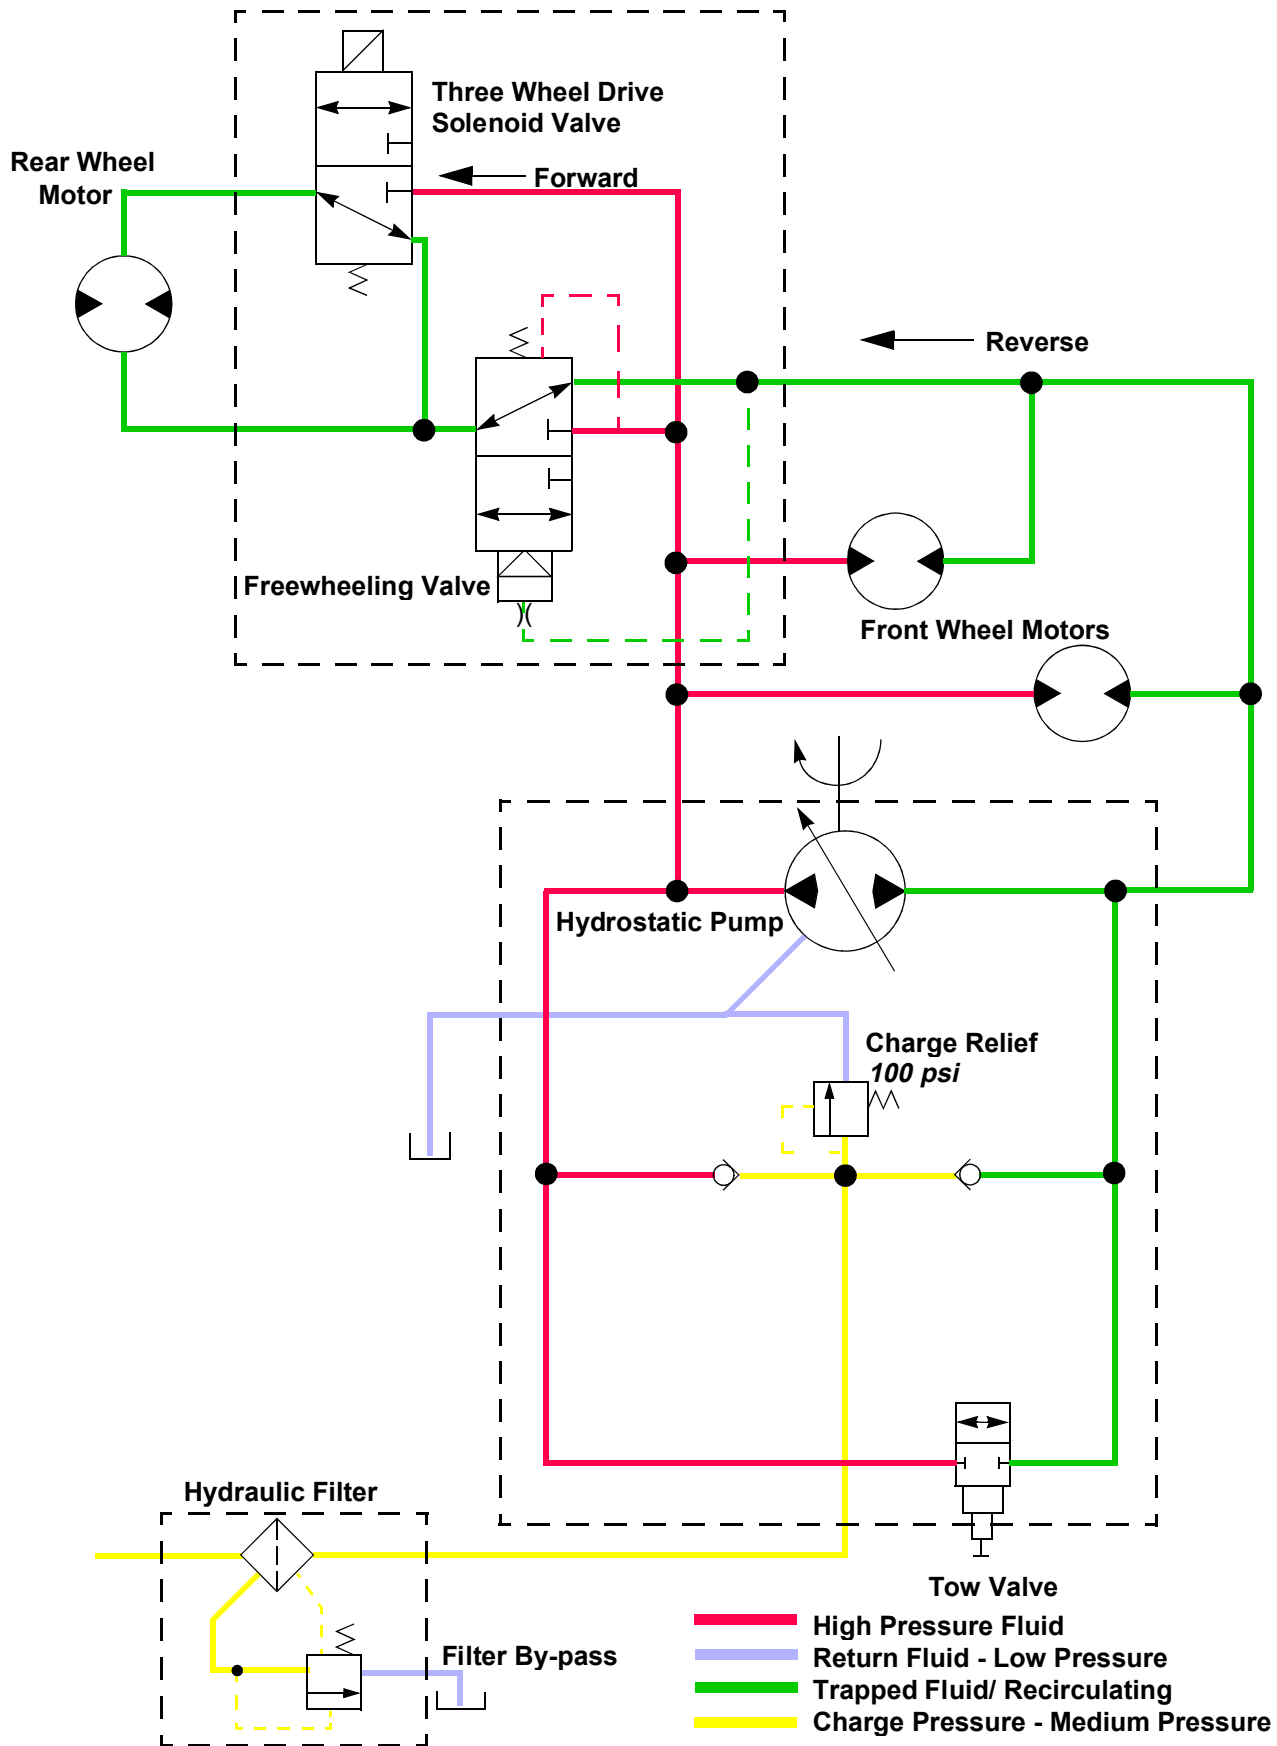 Three Wheel Drive
Solenoid Valve
Rear Wheel
Motor
Forward
Reverse
Freewheeling Valve
Front Wheel Motors
Hydrostatic Pump
Charge Relief
100 psi
Hydraulic Filter
Tow Valve
Filter By-pass
High Pressure Fluid
Return Fluid - Low Pressure
Trapped Fluid/ Recirculating
Charge Pressure - Medium Pressure